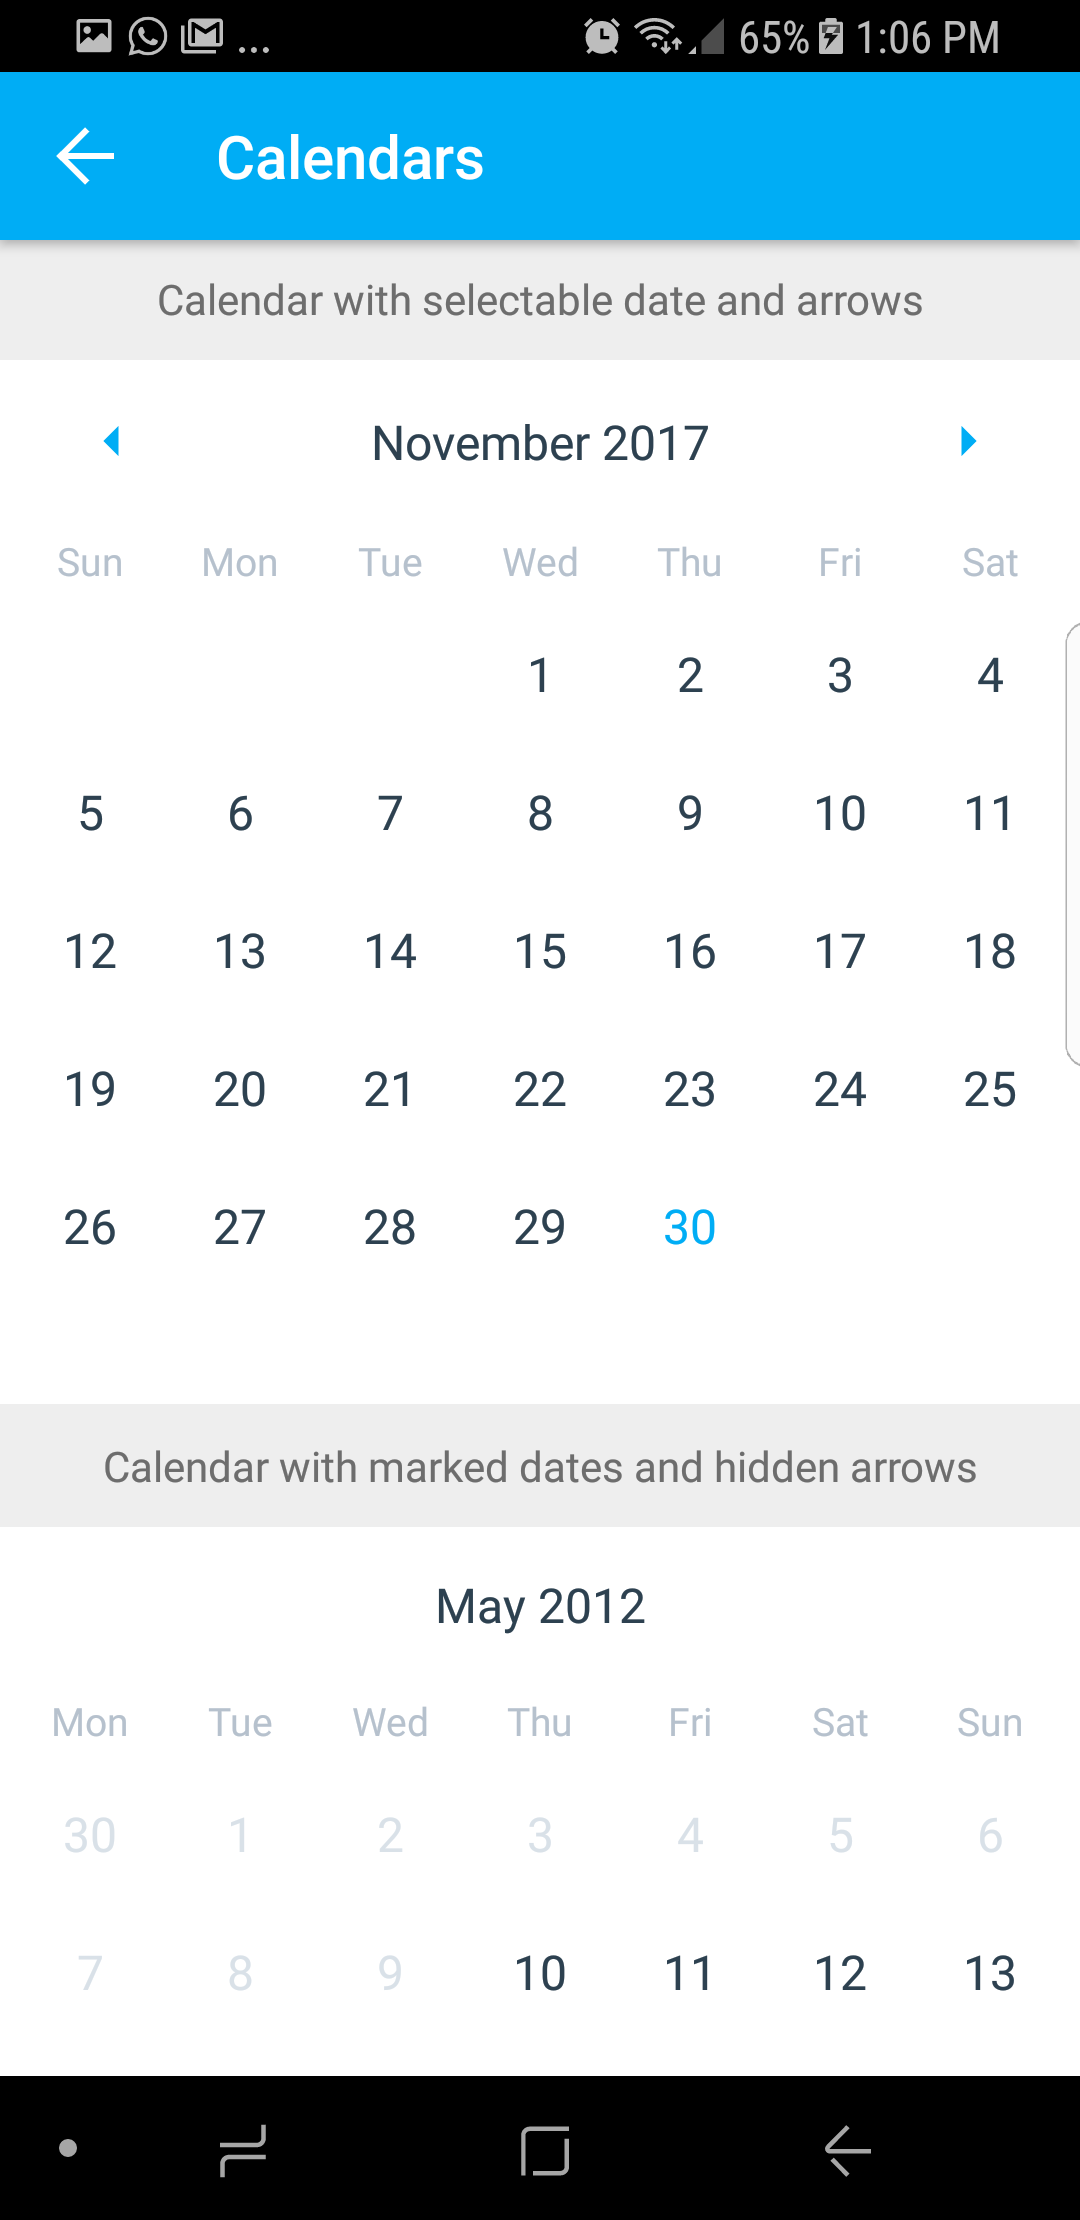 ... 65% 1:06 PM
Calendars
Calendar with selectable date and arrows
November 2017
Sun Mon Tue Wed Thu Fri Sat
1 2 3 4
5 6 7 8 9 10 11
12 13 14 15 16 17 18
19 20 21 22 23 24 25
26 27 28 29 30
Calendar with marked dates and hidden arrows
May 2012
Mon Tue Wed Thu Fri Sat Sun
30 1 2 3 4 5 6
7 8 9 10 11 12 13